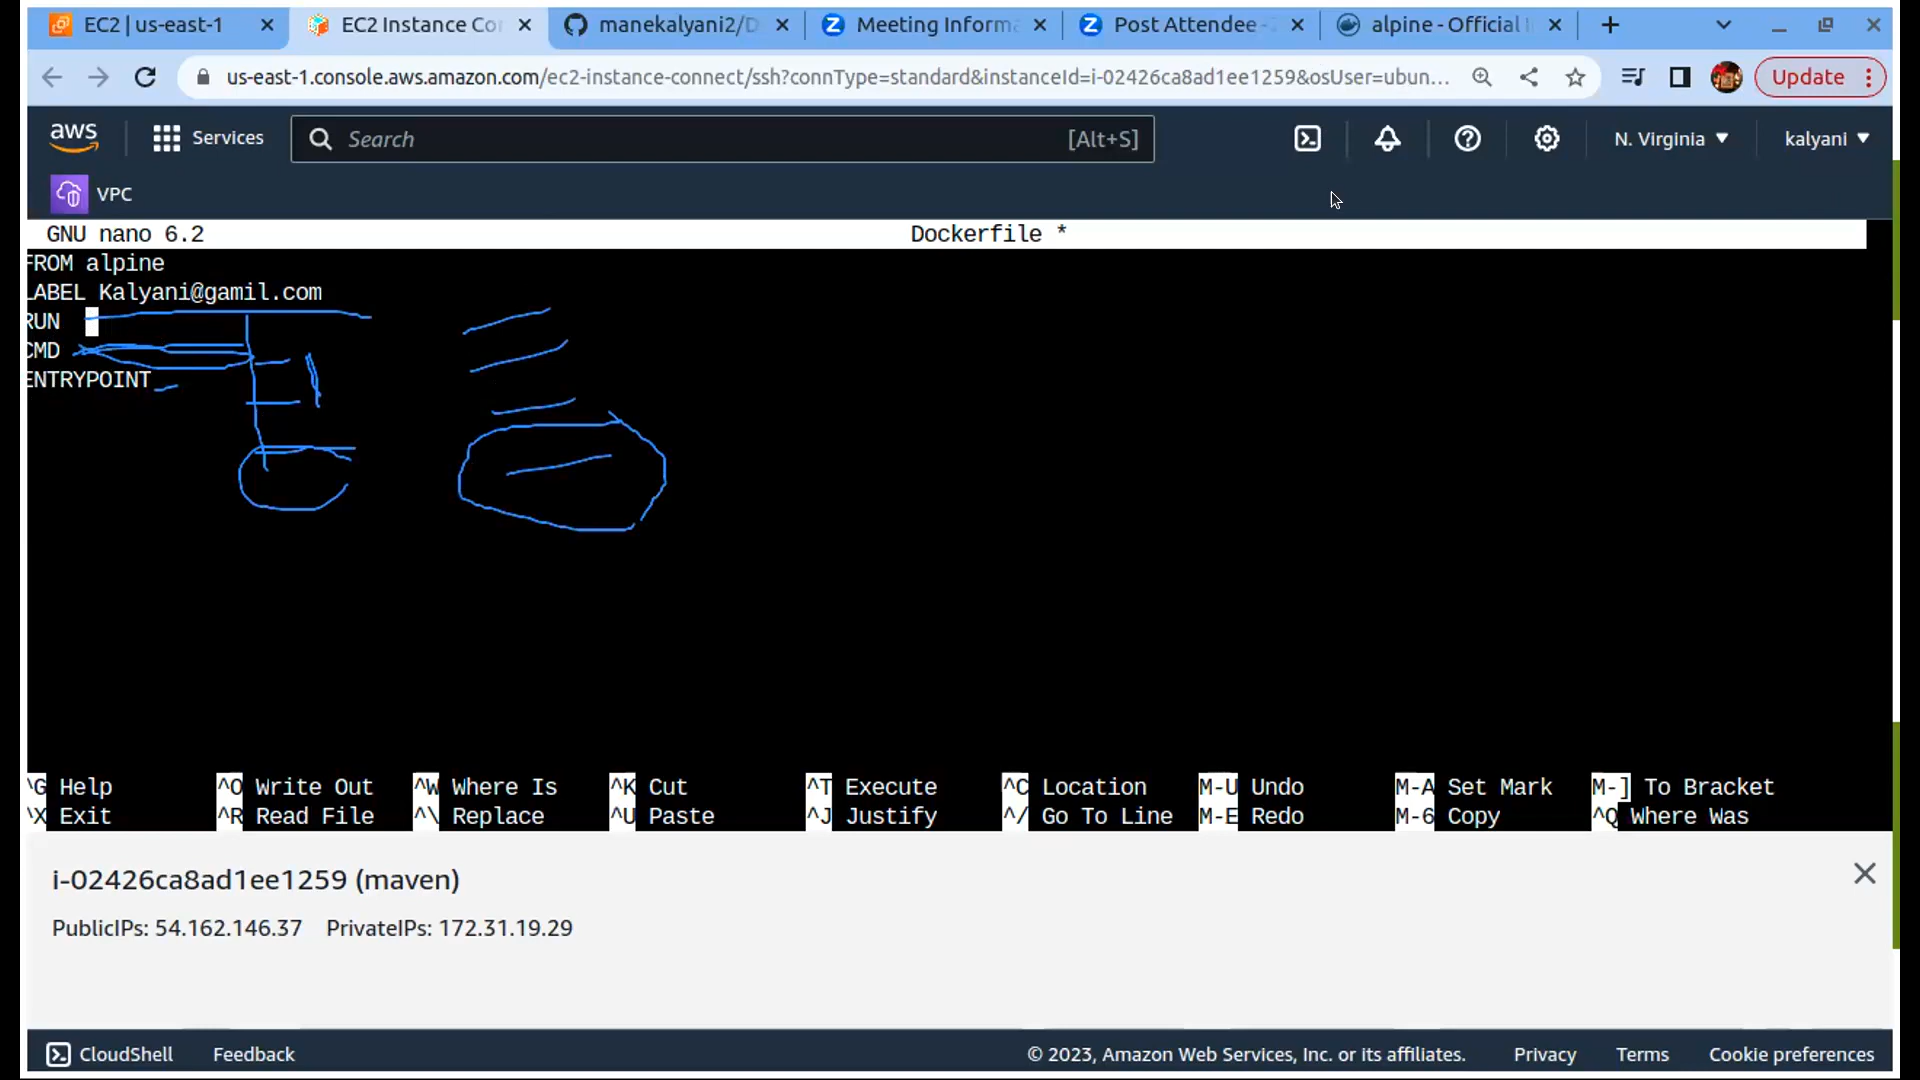 EC2 | us-east-1
EC2 Instance Co
manekalyani2/D
Meeting Inform
Post Attendee -
alpine - Official
us-east-1.console.aws.amazon.com/ec2-instance-connect/ssh?connType=standard&instanceId=i-02426ca8ad1ee1259&osUser=ubun...
Update
aws
Services
Search
[Alt+S]
N. Virginia
kalyani
VPC
GNU nano 6.2 Dockerfile *
FROM alpine
LABEL Kalyani@gamil.com
RUN
CMD
ENTRYPOINT
^G Help ^O Write Out ^W Where Is ^K Cut ^T Execute ^C Location M-U Undo M-A Set Mark M-] To Bracket
^X Exit ^R Read File ^\ Replace ^U Paste ^J Justify ^/ Go To Line M-E Redo M-6 Copy ^Q Where Was
i-02426ca8ad1ee1259 (maven)
PublicIPs: 54.162.146.37 PrivateIPs: 172.31.19.29
CloudShell Feedback © 2023, Amazon Web Services, Inc. or its affiliates. Privacy Terms Cookie preferences